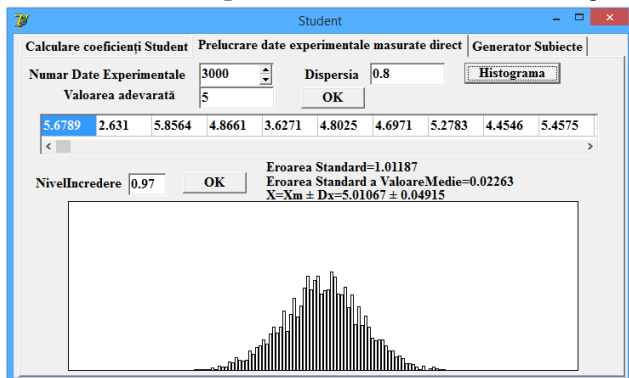 Student
Calculare coeficienți Student Prelucrare date experimentale masurate direct Generator Subiecte
Numar Date Experimentale 3000 Dispersia 0.8 Histograma
Valoarea adevarată 5 OK
5.6789 2.631 5.8564 4.8661 3.6271 4.8025 4.6971 5.2783 4.4546 5.4575
Eroarea Standard=1.01187
NivelIncredere 0.97 OK Eroarea Standard a ValoareMedie=0.02263
X=Xm ± Dx=5.01067 ± 0.04915